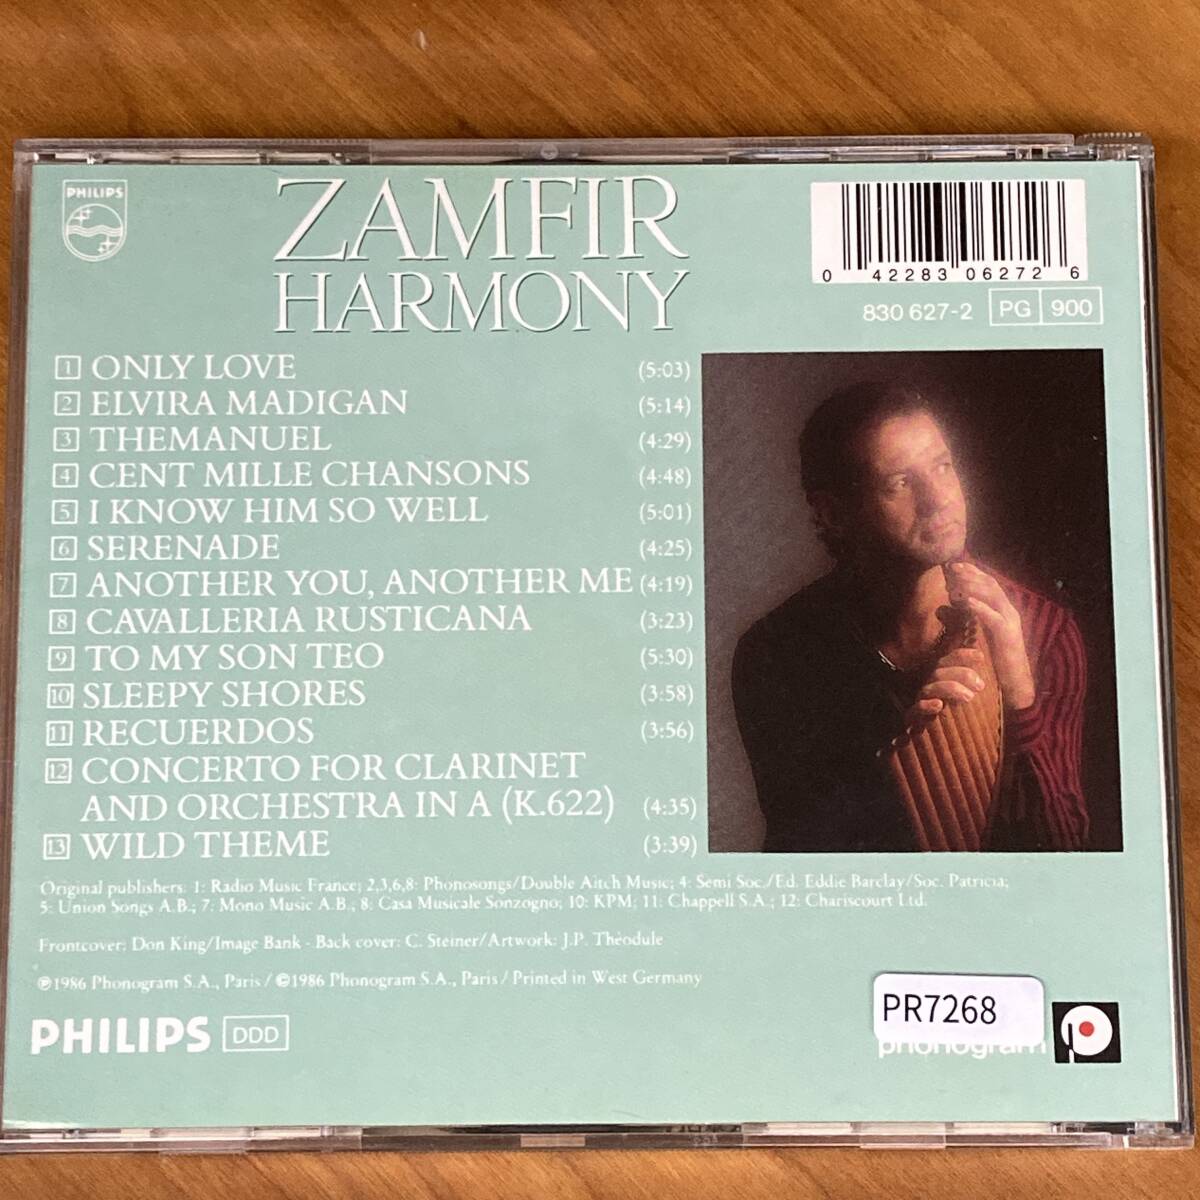 PHILIPS
ZAMFIR
HARMONY
0 42283 06272 6
830 627-2 PG 900
1 ONLY LOVE (5:03)
2 ELVIRA MADIGAN (5:14)
3 THEMANUEL (4:29)
4 CENT MILLE CHANSONS (4:48)
5 I KNOW HIM SO WELL (5:01)
6 SERENADE (4:25)
7 ANOTHER YOU, ANOTHER ME (4:19)
8 CAVALLERIA RUSTICANA (3:23)
9 TO MY SON TEO (5:30)
10 SLEEPY SHORES (3:58)
11 RECUERDOS (3:56)
12 CONCERTO FOR CLARINET
AND ORCHESTRA IN A (K.622) (4:35)
13 WILD THEME (3:39)
Original publishers: 1: Radio Music France; 2,3,6,8: Phonosongs/Double Aitch Music; 4: Semi Soc./Ed. Eddie Barclay/Soc. Patricia;
5: Union Songs A.B.; 7: Mono Music A.B.; 8: Casa Musicale Sonzogno; 10: KPM; 11: Chappell S.A.; 12: Chariscourt Ltd.
Frontcover: Don King/Image Bank - Back cover: C. Steiner/Artwork: J.P. Théodule
℗1986 Phonogram S.A., Paris / ©1986 Phonogram S.A., Paris / Printed in West Germany
PHILIPS DDD
PR7268
phonogram